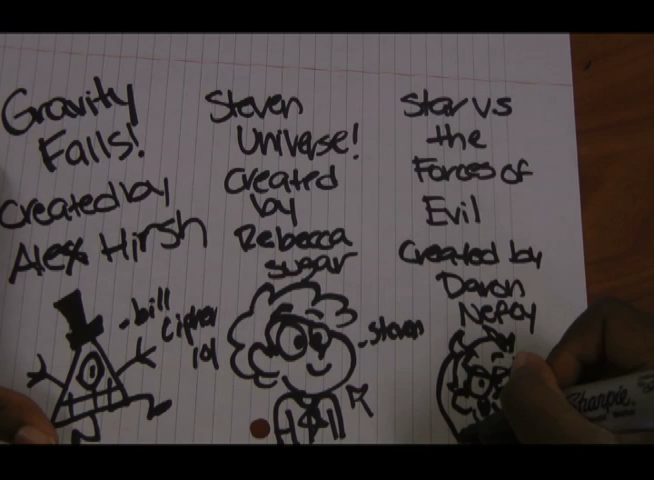 Gravity
Falls!
Created by
Alex Hirsh
-bill
Cipher
lol
Steven
Universe!
Created
by
Rebecca
sugar
-steven
Star vs
the
Forces of
Evil
Created by
Daron
Nefcy
Sharpie